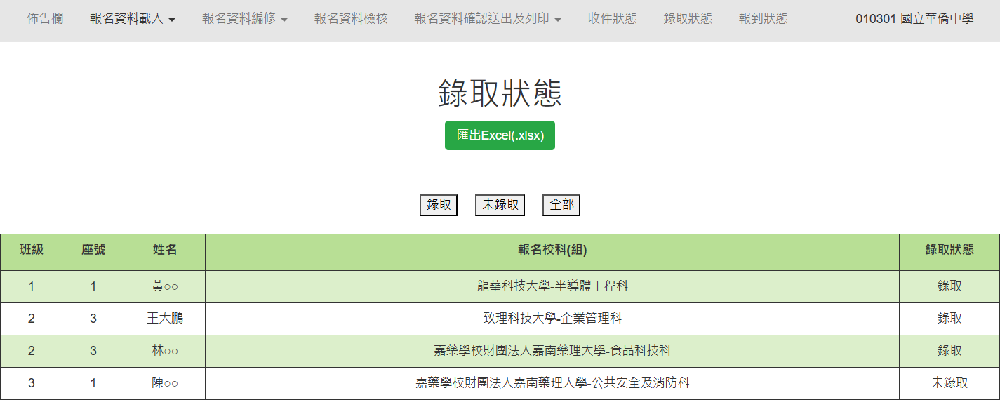 佈告欄 報名資料載入 報名資料編修 報名資料檢核 報名資料確認送出及列印 收件狀態 錄取狀態 報到狀態 010301 國立華僑中學
錄取狀態
匯出Excel(.xlsx)
錄取 未錄取 全部
班級 座號 姓名 報名校科(組) 錄取狀態
1 1 黃○○ 龍華科技大學-半導體工程科 錄取
2 3 王大鵬 致理科技大學-企業管理科 錄取
2 3 林○○ 嘉藥學校財團法人嘉南藥理大學-食品科技科 錄取
3 1 陳○○ 嘉藥學校財團法人嘉南藥理大學-公共安全及消防科 未錄取